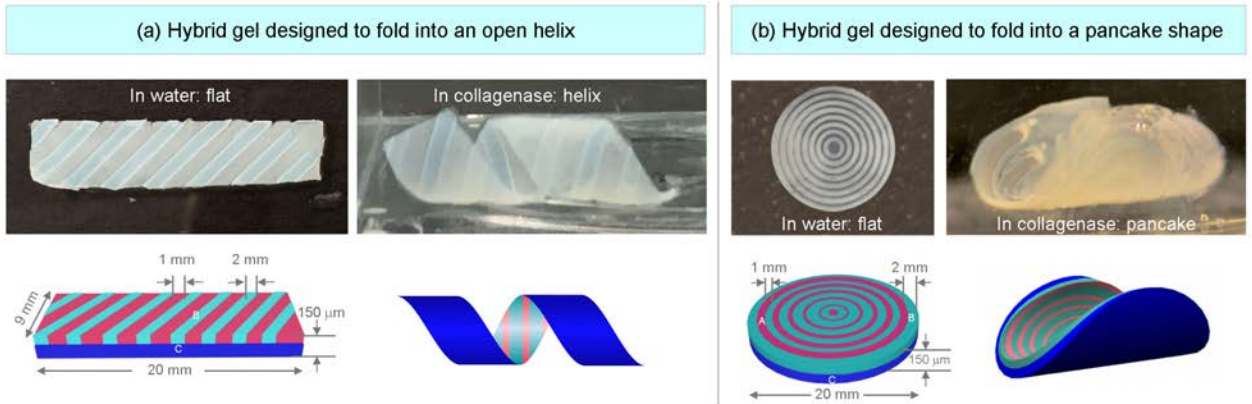 (a) Hybrid gel designed to fold into an open helix
In water: flat
In collagenase: helix
1 mm
2 mm
9 mm
B
150 μm
C
20 mm
(b) Hybrid gel designed to fold into a pancake shape
In water: flat
In collagenase: pancake
1 mm
2 mm
A
B
150 μm
C
20 mm